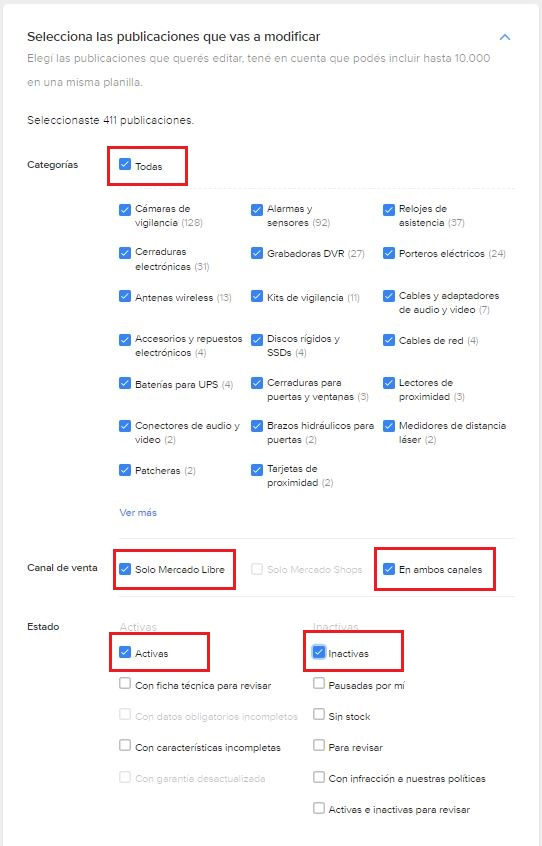 Selecciona las publicaciones que vas a modificar
Elegí las publicaciones que querés editar, tené en cuenta que podés incluir hasta 10.000
en una misma planilla.
Seleccionaste 411 publicaciones.
Categorías
Todas
Cámaras de
vigilancia (128)
Alarmas y
sensores (92)
Relojes de
asistencia (37)
Cerraduras
electrónicas (31)
Grabadoras DVR (27)
Porteros eléctricos (24)
Antenas wireless (13)
Kits de vigilancia (11)
Cables y adaptadores
de audio y video (7)
Accesorios y repuestos
electrónicos (4)
Discos rígidos y
SSDs (4)
Cables de red (4)
Baterías para UPS (4)
Cerraduras para
puertas y ventanas (3)
Lectores de
proximidad (3)
Conectores de audio y
video (2)
Brazos hidráulicos para
puertas (2)
Medidores de distancia
láser (2)
Patcheras (2)
Tarjetas de
proximidad (2)
Ver más
Canal de venta
Solo Mercado Libre
Solo Mercado Shops
En ambos canales
Estado
Activas
Inactivas
Activas
Inactivas
Con ficha técnica para revisar
Pausadas por mí
Con datos obligatorios incompletos
Sin stock
Con características incompletas
Para revisar
Con garantía desactualizada
Con infracción a nuestras políticas
Activas e inactivas para revisar